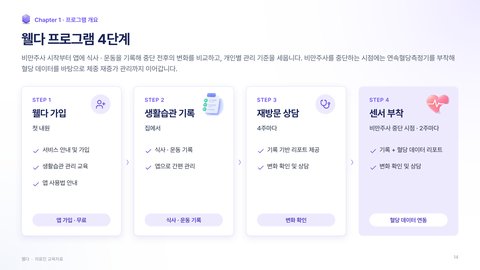 Chapter 1 · 프로그램 개요
웰다 프로그램 4단계
비만주사 시작부터 앱에 식사 · 운동을 기록해 중단 전후의 변화를 비교하고, 개인별 관리 기준을 세웁니다. 비만주사를 중단하는 시점에는 연속혈당측정기를 부착해
혈당 데이터를 바탕으로 체중 재증가 관리까지 이어갑니다.
STEP 1
웰다 가입
첫 내원
서비스 안내 및 가입
생활습관 관리 교육
앱 사용법 안내
앱 가입 · 무료
STEP 2
생활습관 기록
집에서
식사 · 운동 기록
앱으로 간편 관리
식사 · 운동 기록
STEP 3
재방문 상담
4주마다
기록 기반 리포트 제공
변화 확인 및 상담
변화 확인
STEP 4
센서 부착
비만주사 중단 시점 · 2주마다
기록 + 혈당 데이터 리포트
변화 확인 및 상담
혈당 데이터 연동
웰다 · 의료진 교육자료